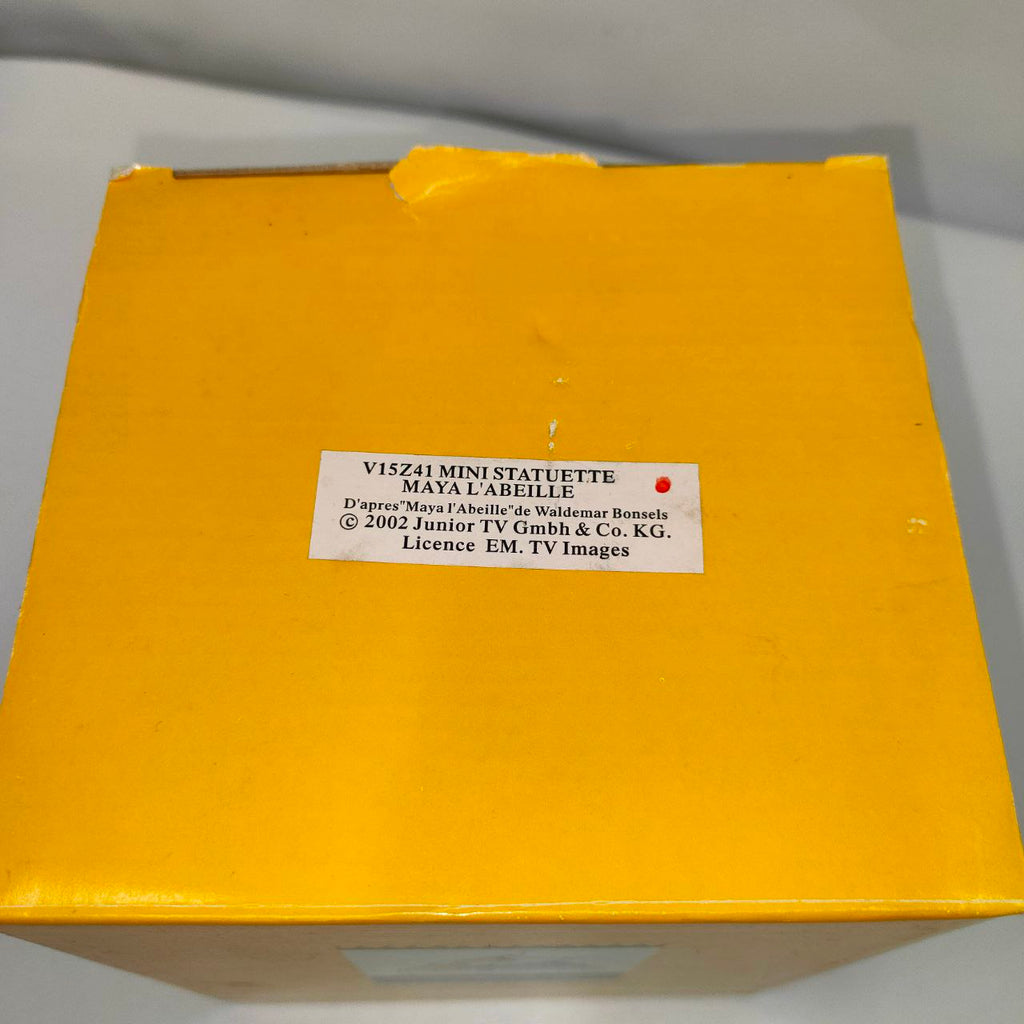 V15Z41 MINI STATUETTE
MAYA L'ABEILLE
D'apres"Maya l'Abeille"de Waldemar Bonsels
© 2002 Junior TV Gmbh & Co. KG.
Licence EM. TV Images